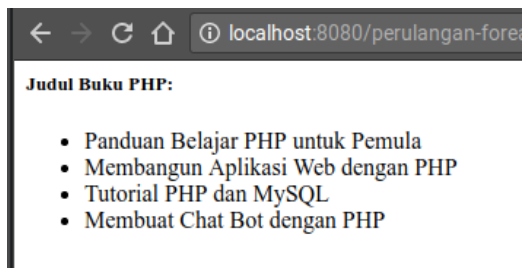 localhost:8080/perulangan-forea
Judul Buku PHP:
Panduan Belajar PHP untuk Pemula
Membangun Aplikasi Web dengan PHP
Tutorial PHP dan MySQL
Membuat Chat Bot dengan PHP